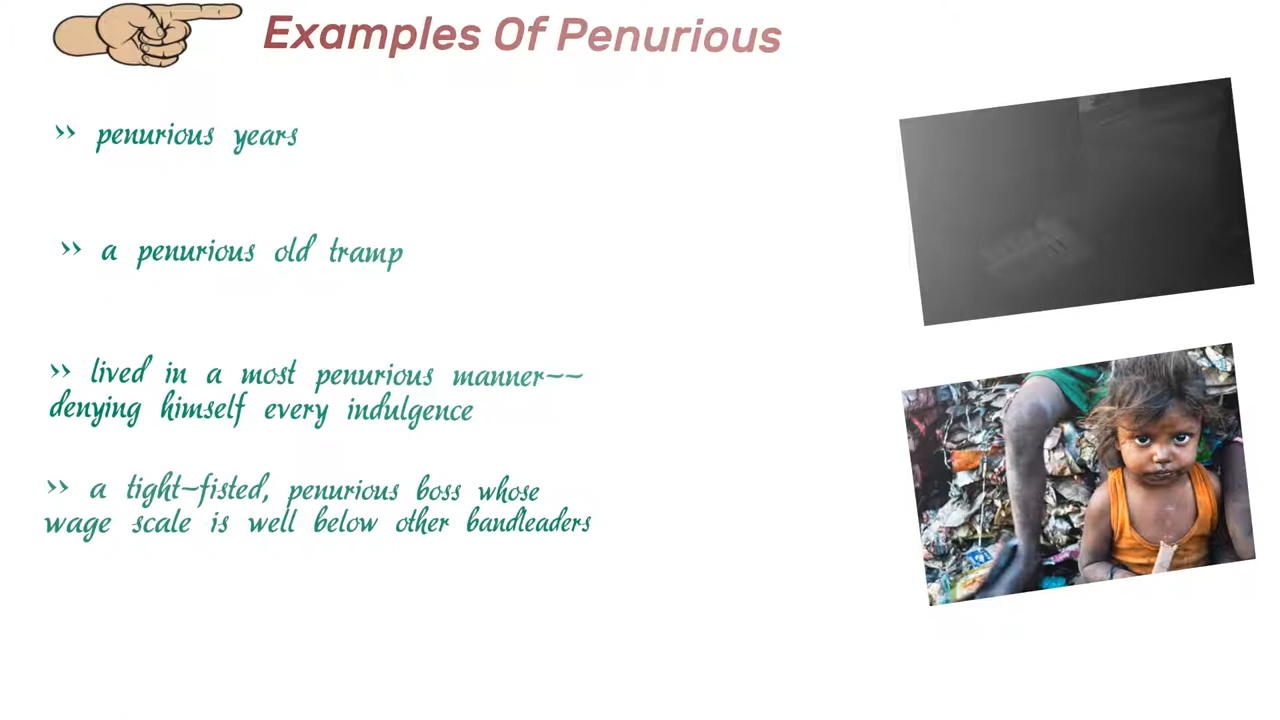 Examples Of Penurious
›› penurious years
›› a penurious old tramp
›› lived in a most penurious manner--
denying himself every indulgence
›› a tight-fisted, penurious boss whose
wage scale is well below other bandleaders